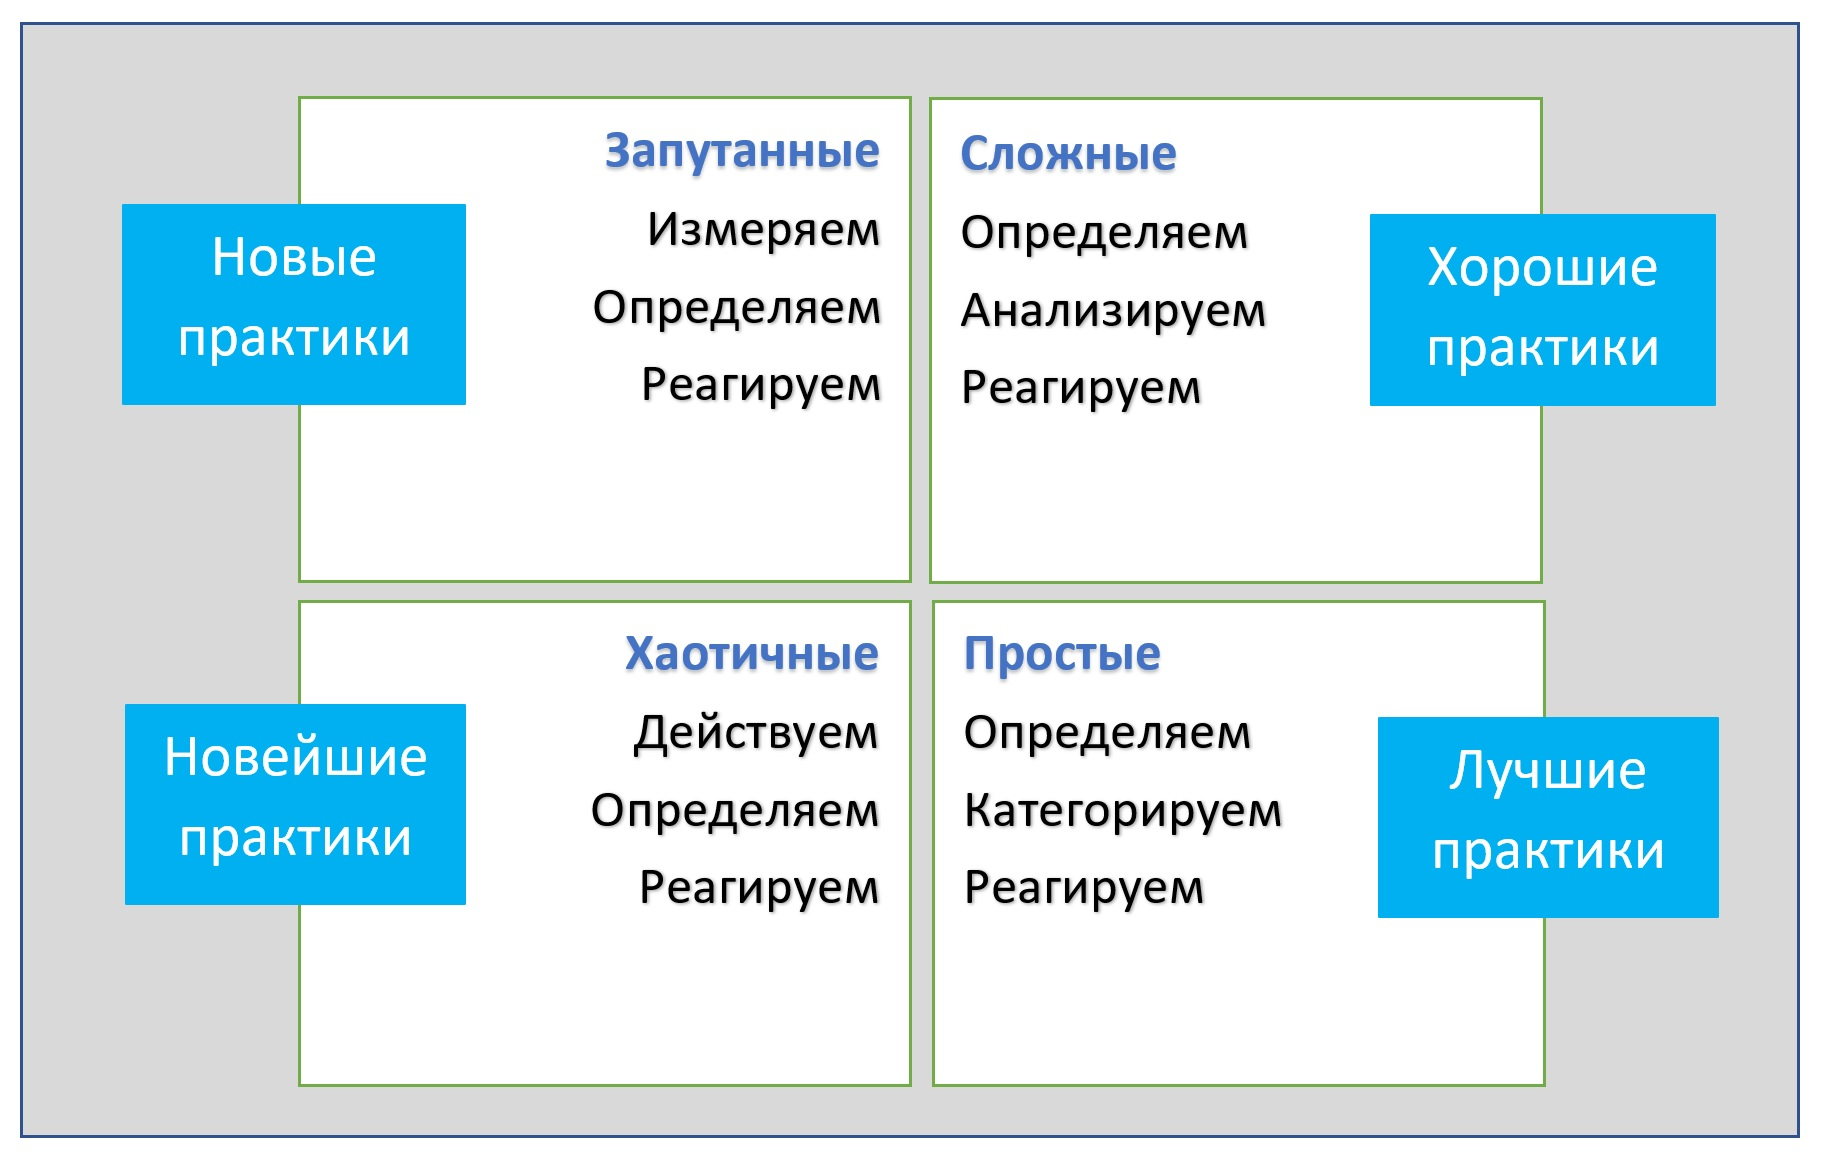 Запутанные
Измеряем
Определяем
Реагируем
Новые
практики
Сложные
Определяем
Анализируем
Реагируем
Хорошие
практики
Хаотичные
Действуем
Определяем
Реагируем
Новейшие
практики
Простые
Определяем
Категорируем
Реагируем
Лучшие
практики